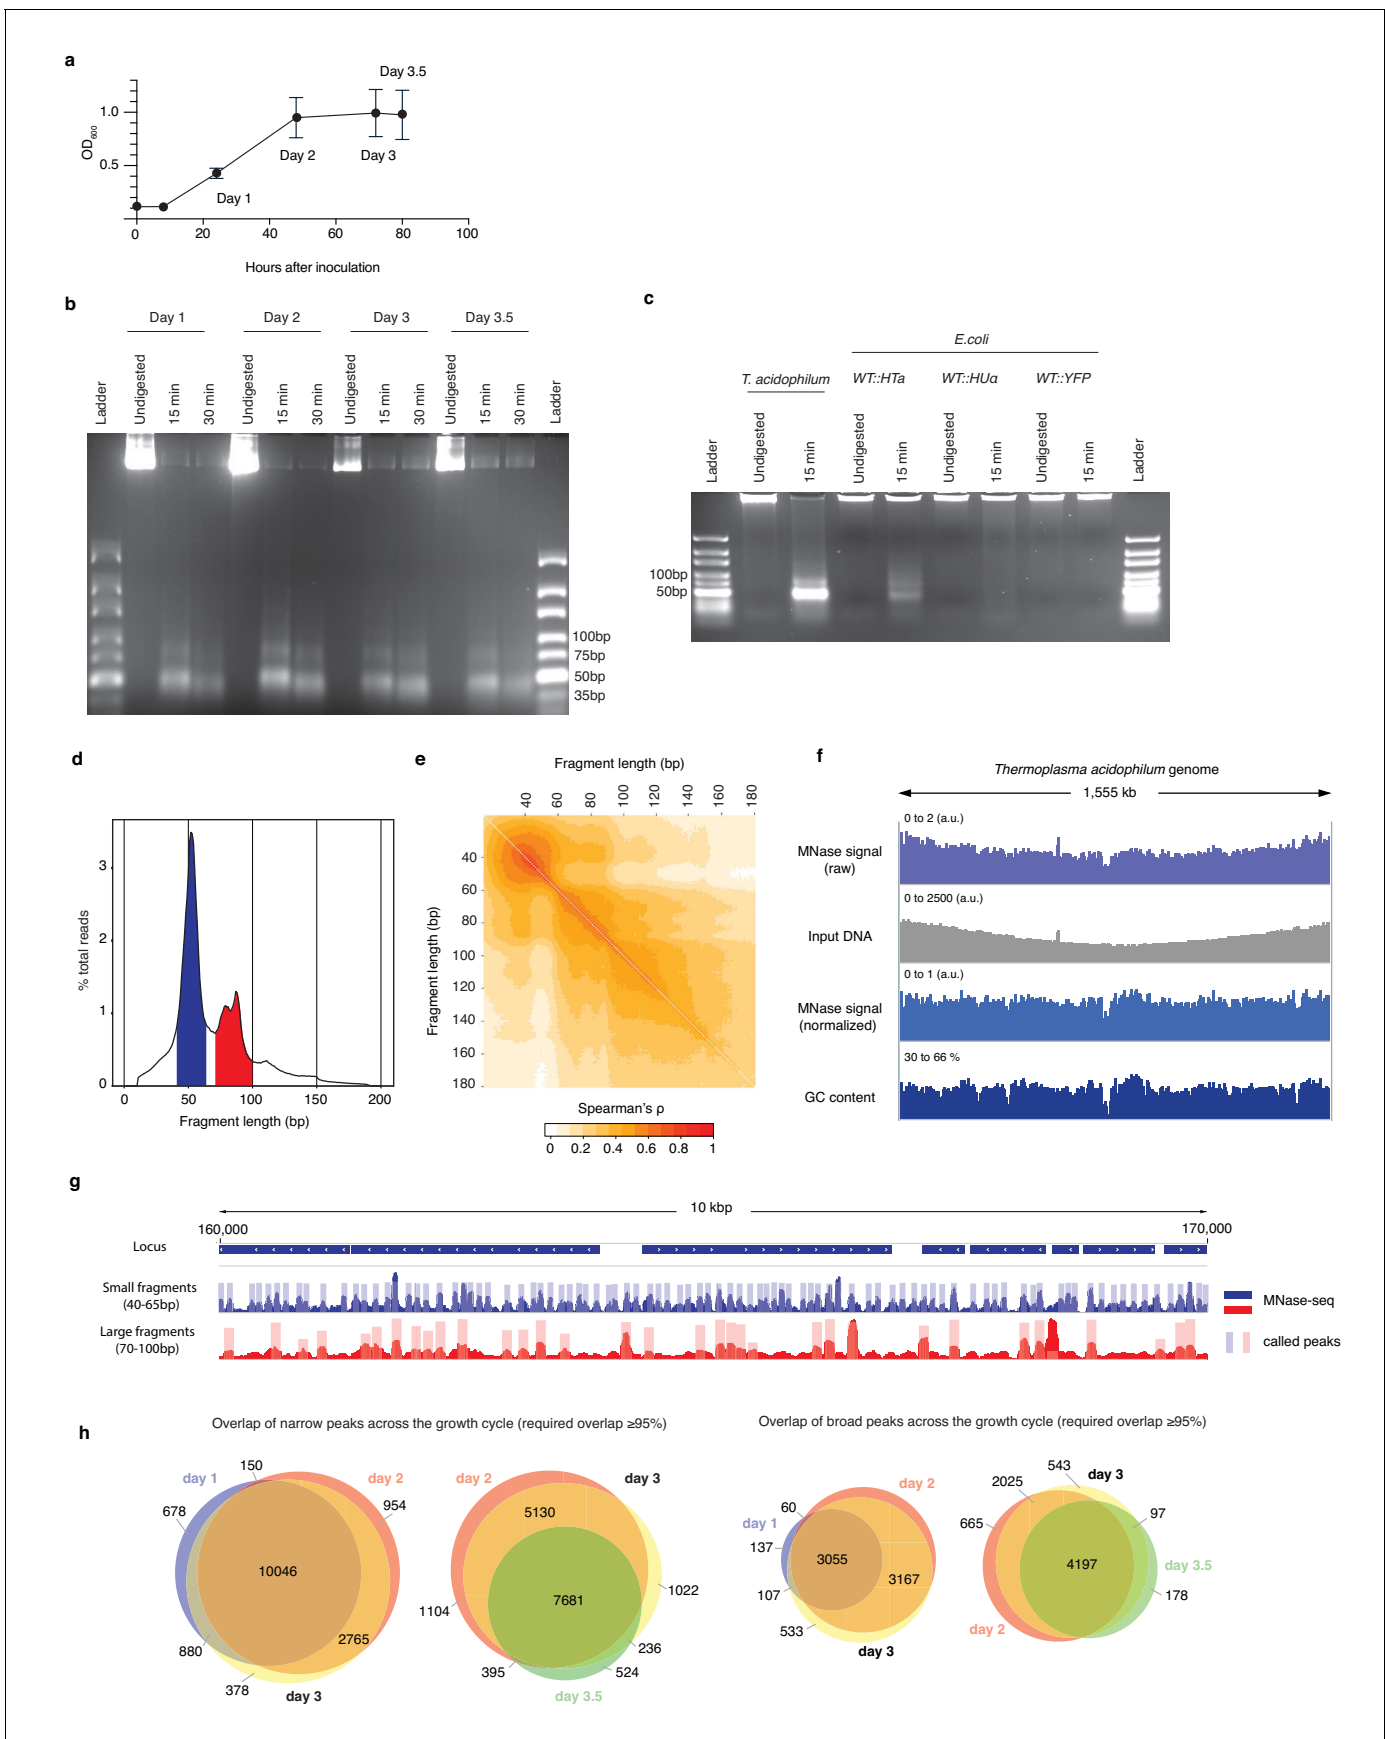 a
Day 3.5
1.0
OD600
0.5
Day 2
Day 3
Day 1
0
20
40
60
80
100
Hours after inoculation
b
Day 1
Day 2
Day 3
Day 3.5
Ladder
Undigested
15 min
30 min
Undigested
15 min
30 min
Undigested
15 min
30 min
Undigested
15 min
30 min
Ladder
100bp
75bp
50bp
35bp
c
E.coli
T. acidophilum
WT::HTa
WT::HUα
WT::YFP
Ladder
Undigested
15 min
Undigested
15 min
Undigested
15 min
Undigested
15 min
Ladder
100bp
50bp
d
% total reads
3
2
1
0
0
50
100
150
200
Fragment length (bp)
e
Fragment length (bp)
40
60
80
100
120
140
160
180
Fragment length (bp)
40
60
80
100
120
140
160
180
Spearman's ρ
0
0.2
0.4
0.6
0.8
1
f
Thermoplasma acidophilum genome
1,555 kb
0 to 2 (a.u.)
MNase signal
(raw)
0 to 2500 (a.u.)
Input DNA
0 to 1 (a.u.)
MNase signal
(normalized)
30 to 66 %
GC content
g
10 kbp
160,000
170,000
Locus
Small fragments
(40-65bp)
Large fragments
(70-100bp)
MNase-seq
called peaks
h
Overlap of narrow peaks across the growth cycle (required overlap ≥95%)
day 1
150
day 2
678
954
10046
2765
880
378
day 3
day 2
day 3
5130
7681
1022
1104
236
395
524
day 3.5
Overlap of broad peaks across the growth cycle (required overlap ≥95%)
day 2
60
day 1
137
3055
3167
107
533
day 3
543
2025
day 3
665
97
4197
day 3.5
178
day 2